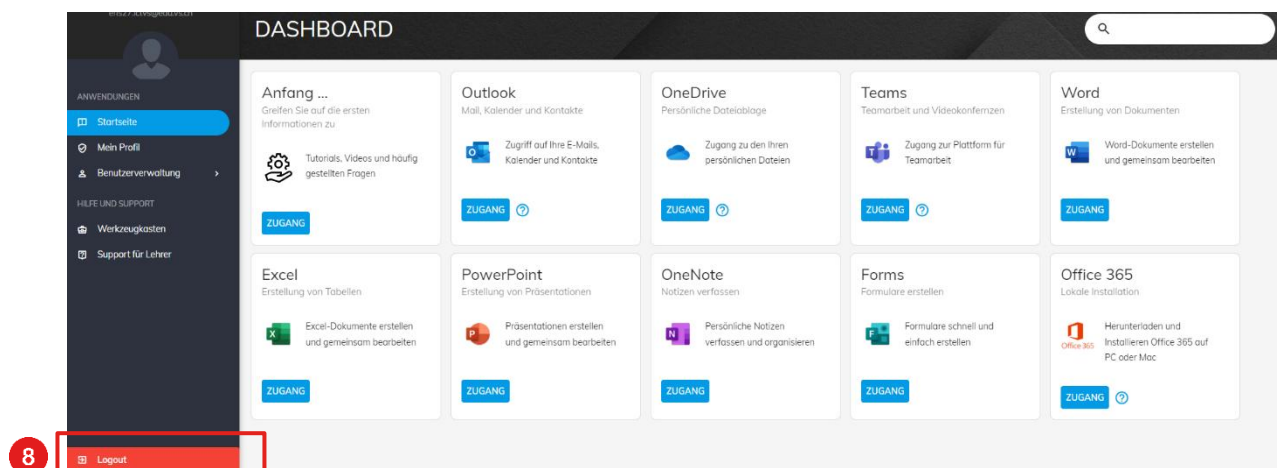 DASHBOARD
ANWENDUNGEN
Startseite
Mein Profil
Benutzerverwaltung
HILFE UND SUPPORT
Werkzeugkasten
Support für Lehrer
8
Logout
Anfang ...
Greifen Sie auf die ersten
Informationen zu
Tutorials, Videos und häufig
gestellten Fragen
ZUGANG
Outlook
Mail, Kalender und Kontakte
Zugriff auf Ihre E-Mails,
Kalender und Kontakte
ZUGANG
OneDrive
Persönliche Dateiablage
Zugang zu den Ihren
persönlichen Dateien
ZUGANG
Teams
Teamarbeit und Videokonfernzen
Zugang zur Plattform für
Teamarbeit
ZUGANG
Word
Erstellung von Dokumenten
Word-Dokumente erstellen
und gemeinsam bearbeiten
ZUGANG
Excel
Erstellung von Tabellen
Excel-Dokumente erstellen
und gemeinsam bearbeiten
ZUGANG
PowerPoint
Erstellung von Präsentationen
Präsentationen erstellen
und gemeinsam bearbeiten
ZUGANG
OneNote
Notizen verfassen
Persönliche Notizen
verfassen und organisieren
ZUGANG
Forms
Formulare erstellen
Formulare schnell und
einfach erstellen
ZUGANG
Office 365
Lokale Installation
Office 365
Herunterladen und
Installieren Office 365 auf
PC oder Mac
ZUGANG